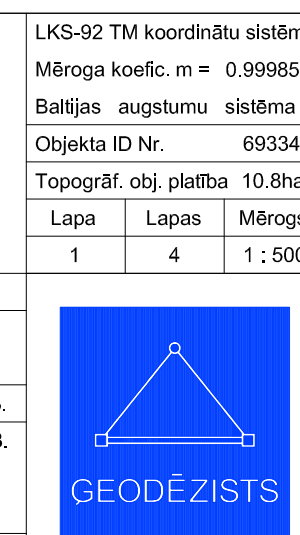 LKS-92 TM koordinātu sistēm
Mēroga koefic. m = 0.99985
Baltijas augstumu sistēma
Objekta ID Nr. 69334
Topogrāf. obj. platība 10.8ha
Lapa Lapas Mērogs
1 4 1 : 500
ĢEODĒZISTS